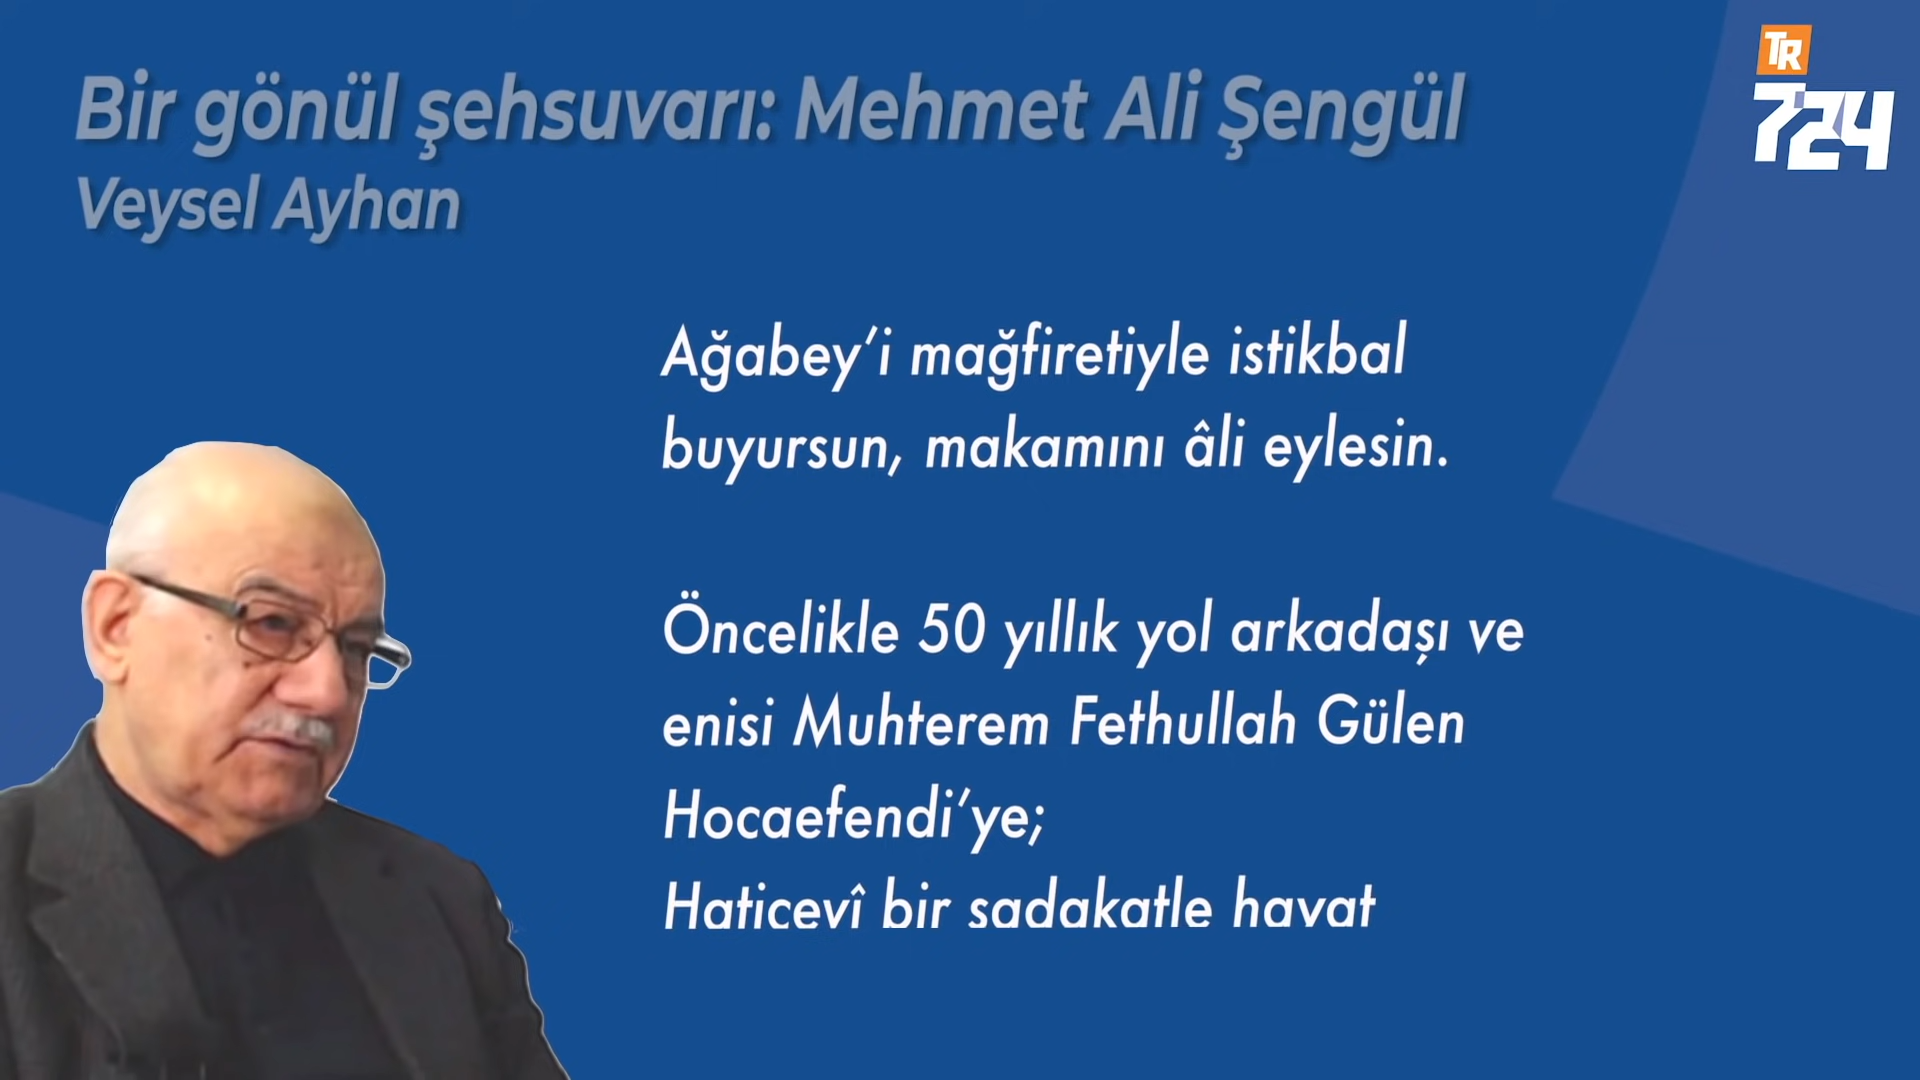 Bir gönül şehsuvarı: Mehmet Ali Şengül
Veysel Ayhan
TR
724
Ağabey’i mağfiretiyle istikbal
buyursun, makamını âli eylesin.
Öncelikle 50 yıllık yol arkadaşı ve
enisi Muhterem Fethullah Gülen
Hocaefendi’ye;
Haticevî bir sadakatle hayat